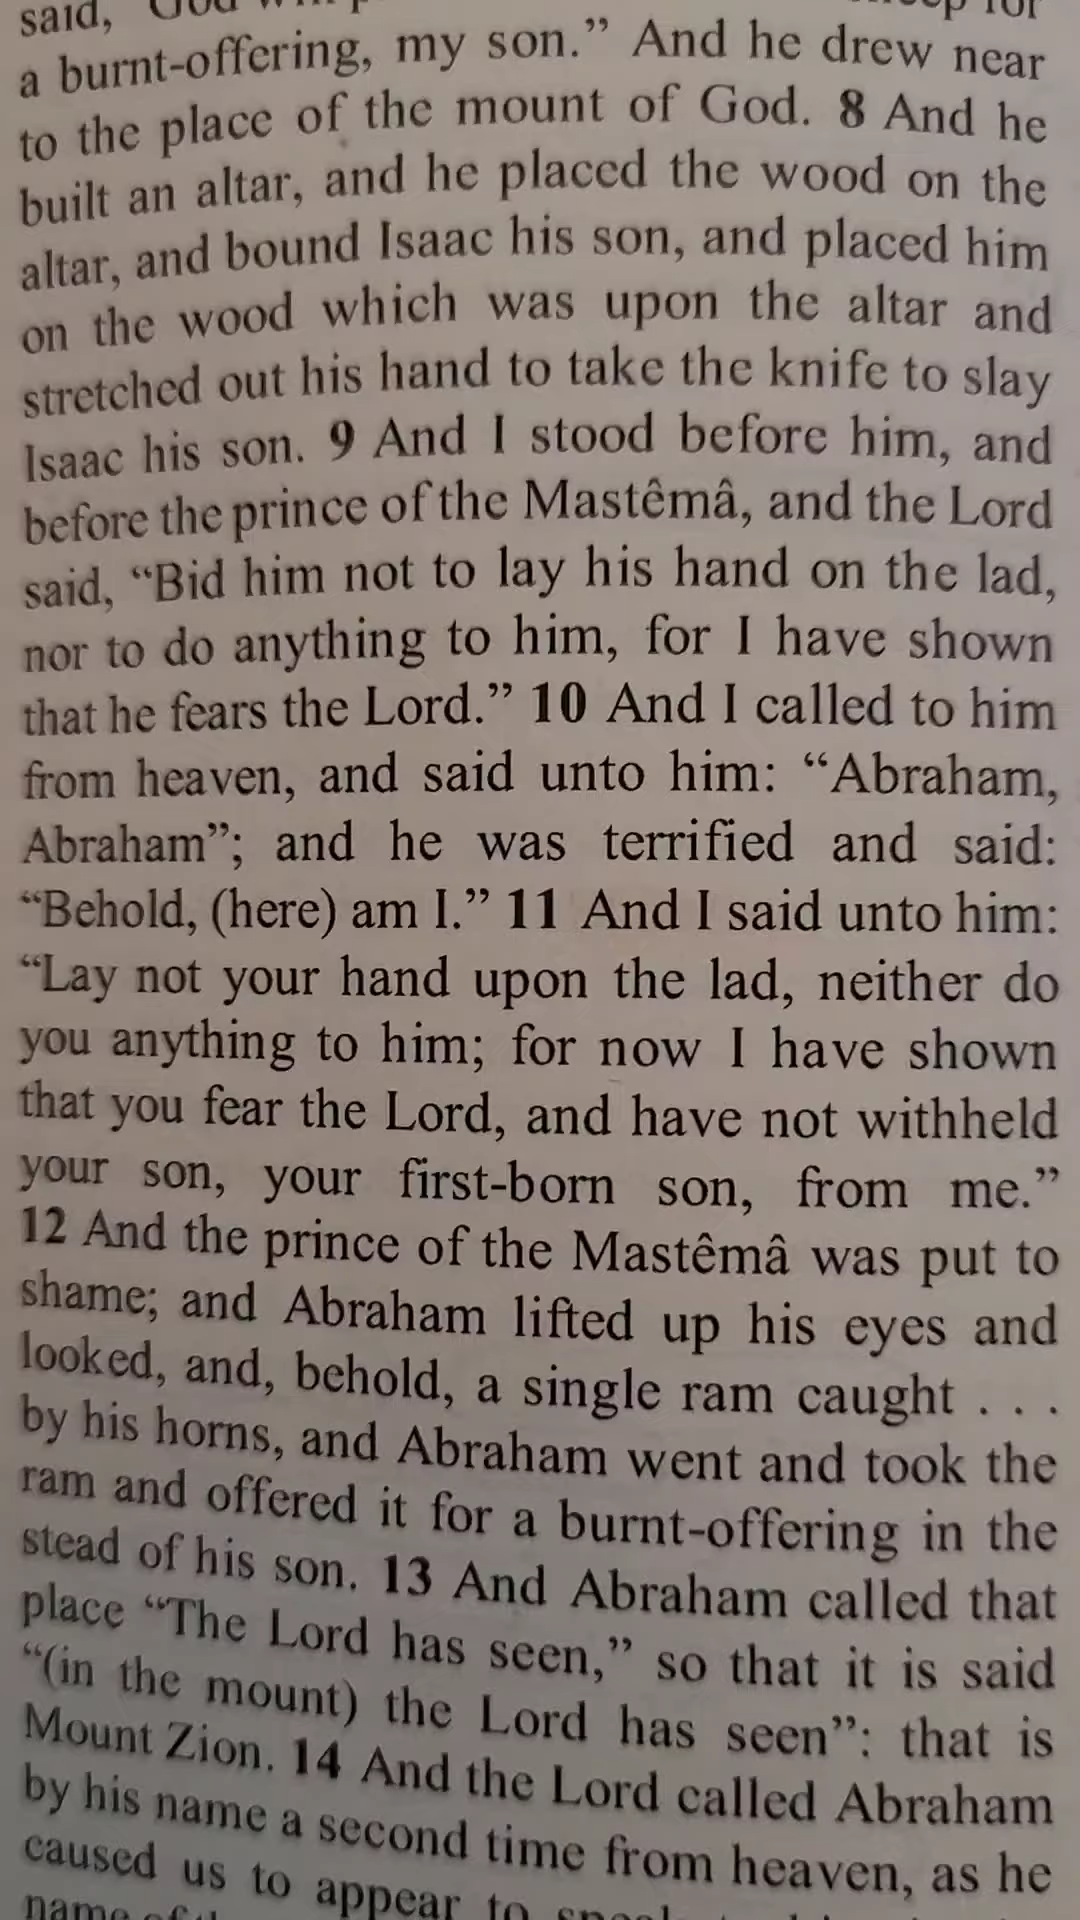 said,
a burnt-offering, my son.” And he drew near
to the place of the mount of God. 8 And he
built an altar, and he placed the wood on the
altar, and bound Isaac his son, and placed him
on the wood which was upon the altar and
stretched out his hand to take the knife to slay
Isaac his son. 9 And I stood before him, and
before the prince of the Mastêmâ, and the Lord
said, “Bid him not to lay his hand on the lad,
nor to do anything to him, for I have shown
that he fears the Lord.” 10 And I called to him
from heaven, and said unto him: “Abraham,
Abraham”; and he was terrified and said:
“Behold, (here) am I.” 11 And I said unto him:
“Lay not your hand upon the lad, neither do
you anything to him; for now I have shown
that you fear the Lord, and have not withheld
your son, your first-born son, from me.”
12 And the prince of the Mastêmâ was put to
shame; and Abraham lifted up his eyes and
looked, and, behold, a single ram caught . . .
by his horns, and Abraham went and took the
ram and offered it for a burnt-offering in the
stead of his son. 13 And Abraham called that
place “The Lord has seen,” so that it is said
“(in the mount) the Lord has seen”: that is
Mount Zion. 14 And the Lord called Abraham
by his name a second time from heaven, as he
caused us to appear to
name of